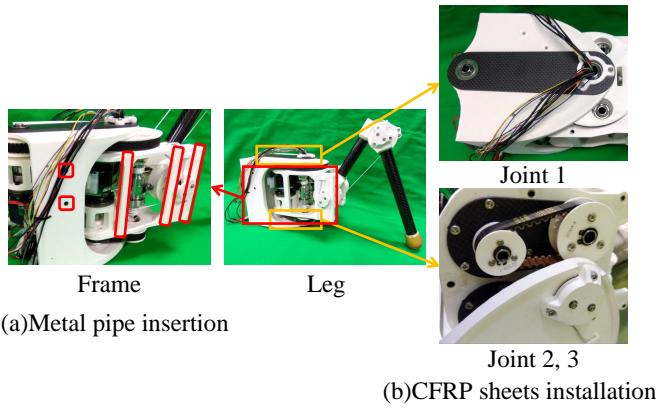 Joint 1
Frame
Leg
(a)Metal pipe insertion
Joint 2, 3
(b)CFRP sheets installation